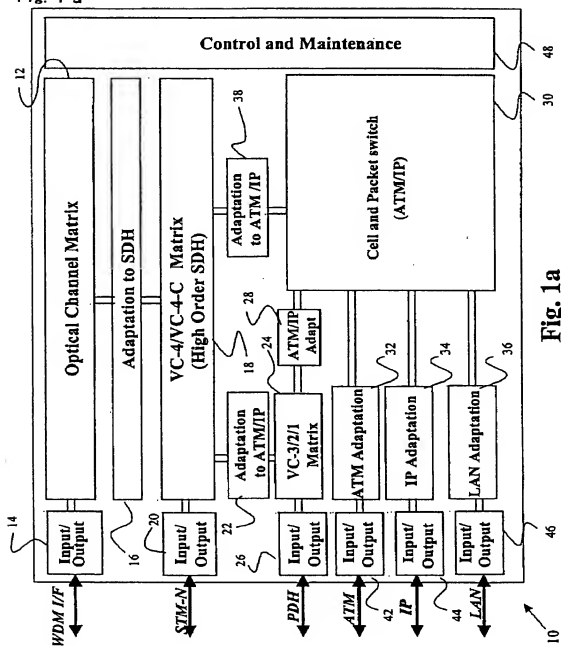 Fig. 1a
Control and Maintenance
48
12
Optical Channel Matrix
14
Input/
Output
WDM I/F
Adaptation to SDH
16
VC-4/VC-4-C Matrix
(High Order SDH)
18
20
Input/
Output
STM-N
Adaptation
to ATM /IP
38
Cell and Packet switch
(ATM/IP)
30
Adaptation
to ATM/IP
22
24
28
ATM/IP
Adapt
VC-3/2/1
Matrix
26
Input/
Output
PDH
ATM Adaptation
32
Input/
Output
42
ATM
IP Adaptation
34
Input/
Output
44
IP
LAN Adaptation
36
Input/
Output
46
LAN
10